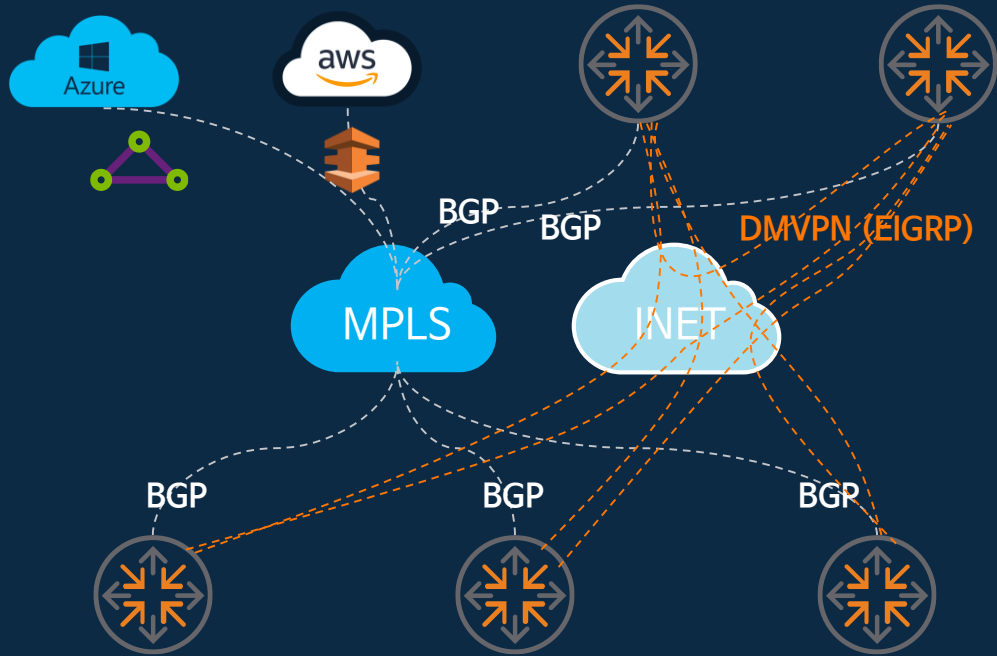 Azure
aws
BGP
BGP
DMVPN (EIGRP)
MPLS
INET
BGP
BGP
BGP